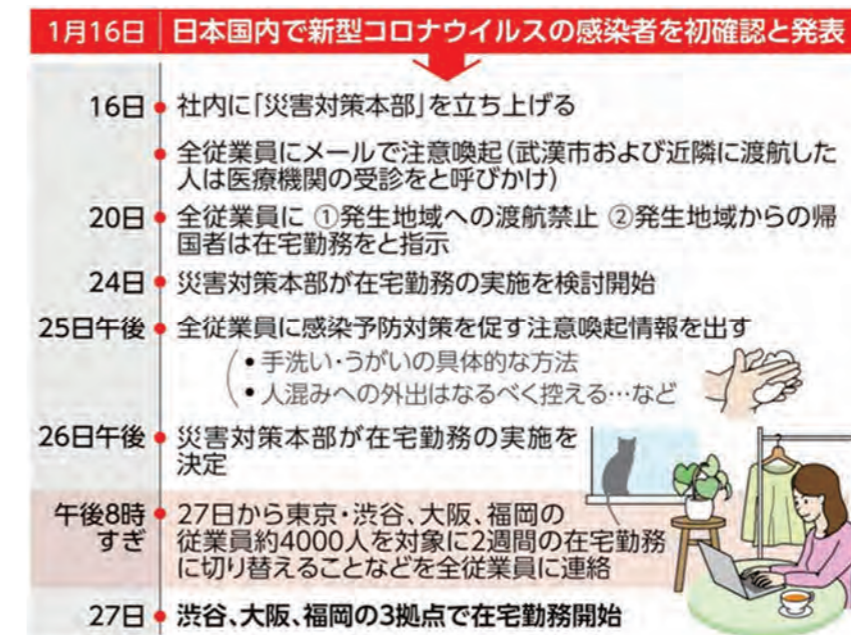 1月16日 日本国内で新型コロナウイルスの感染者を初確認と発表
16日 社内に「災害対策本部」を立ち上げる
全従業員にメールで注意喚起(武漢市および近隣に渡航した
人は医療機関の受診をと呼びかけ)
20日 全従業員に ①発生地域への渡航禁止 ②発生地域からの帰
国者は在宅勤務をと指示
24日 災害対策本部が在宅勤務の実施を検討開始
25日午後 全従業員に感染予防対策を促す注意喚起情報を出す
• 手洗い・うがいの具体的な方法
• 人混みへの外出はなるべく控える…など
26日午後 災害対策本部が在宅勤務の実施を
決定
午後8時 27日から東京・渋谷、大阪、福岡の
すぎ 従業員約4000人を対象に2週間の在宅勤務
に切り替えることなどを全従業員に連絡
27日 渋谷、大阪、福岡の3拠点で在宅勤務開始